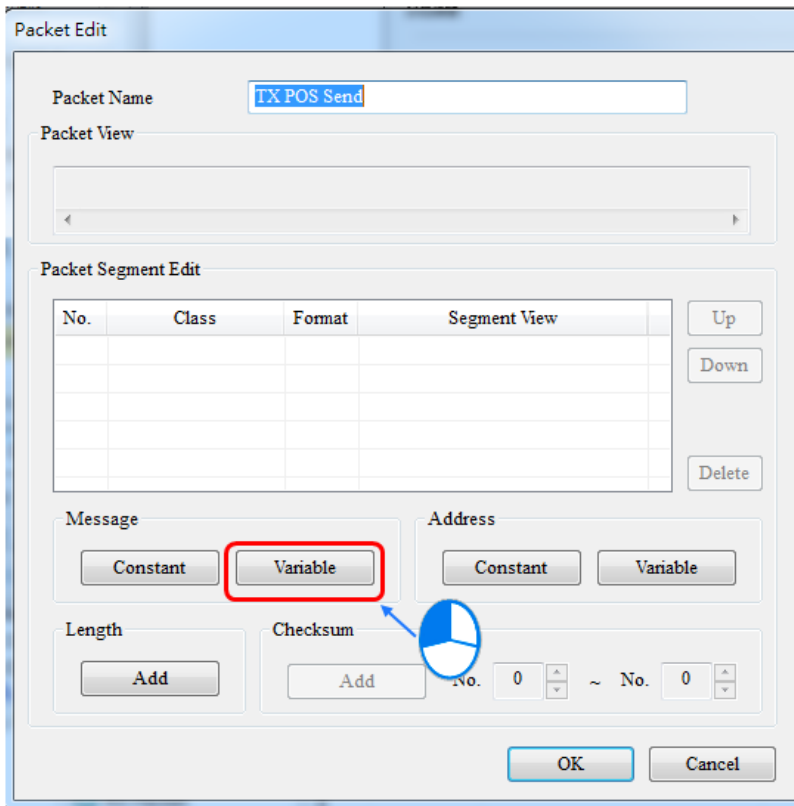 Packet Edit
Packet Name TX POS Send
Packet View
Packet Segment Edit
No. Class Format Segment View
Up
Down
Delete
Message Address
Constant Variable Constant Variable
Length Checksum
Add Add No. 0 ~ No. 0
OK Cancel